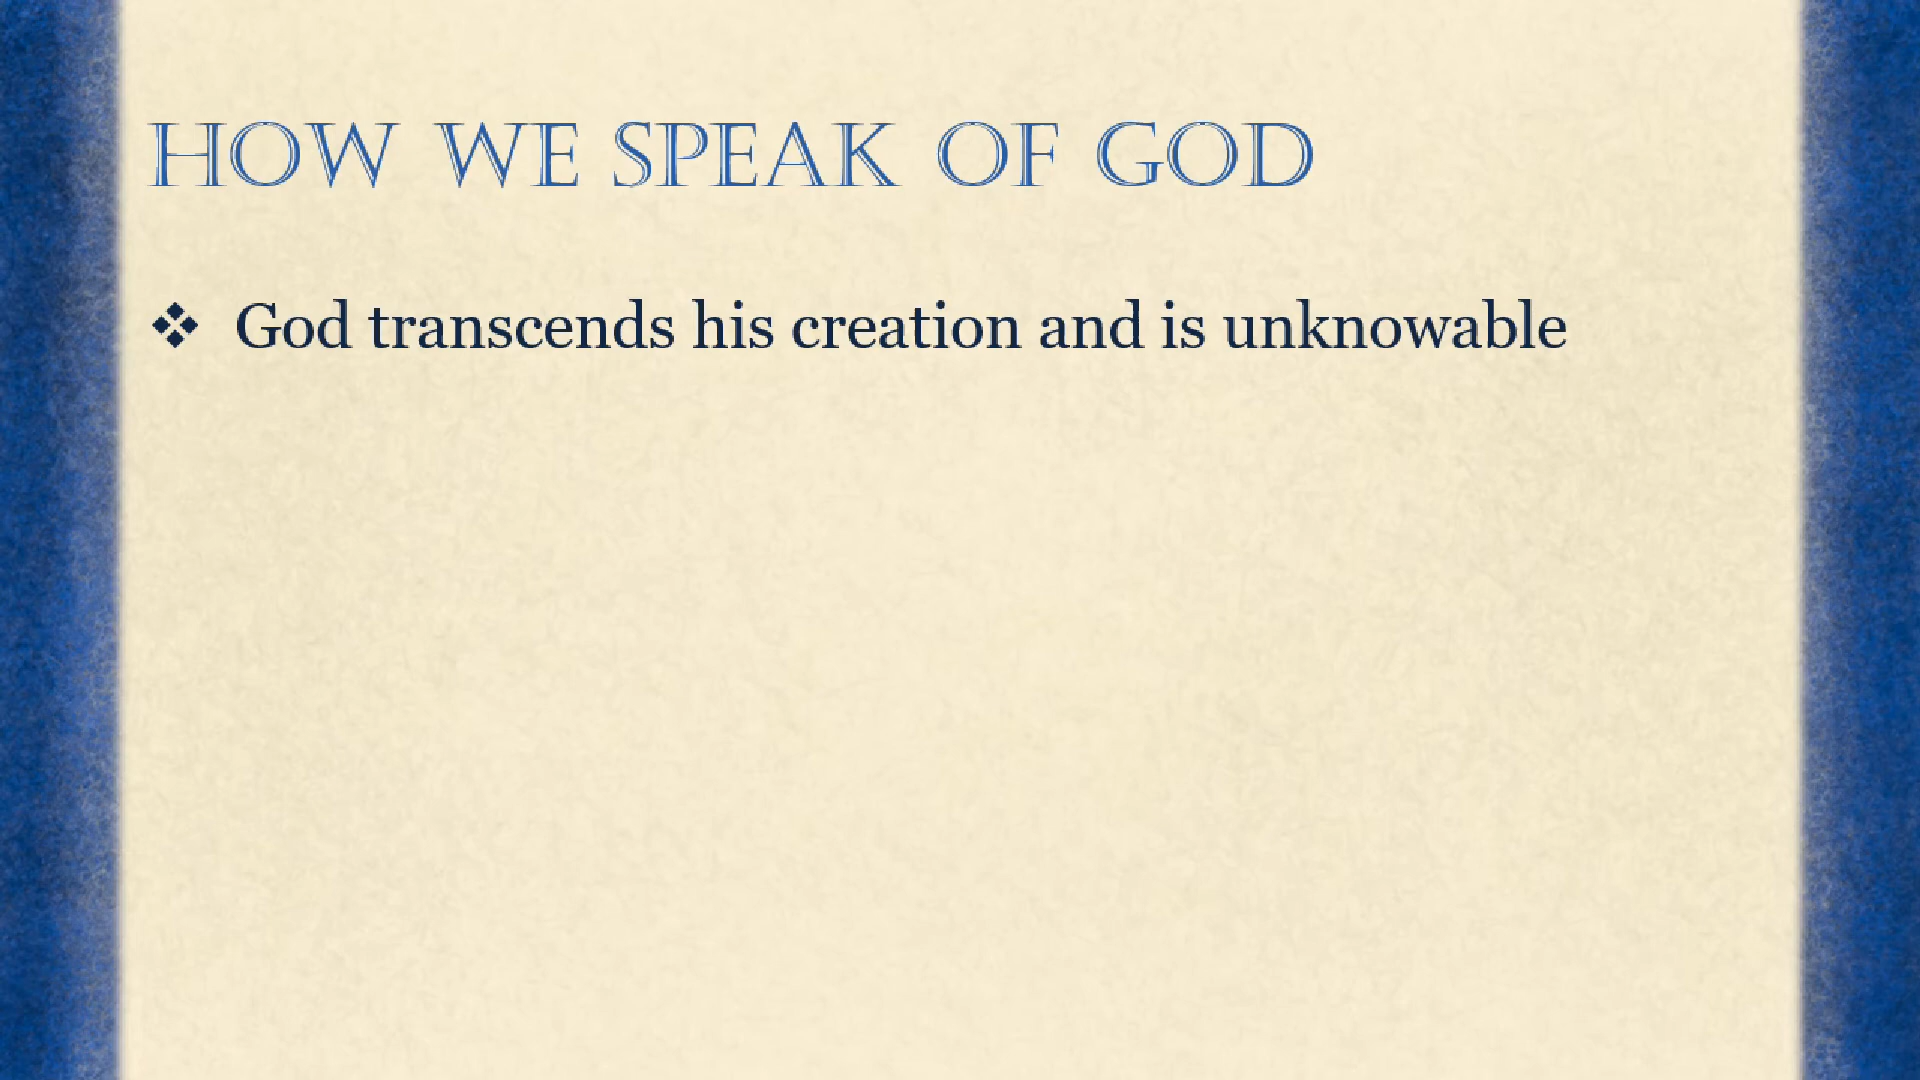 HOW WE SPEAK OF GOD
❖ God transcends his creation and is unknowable